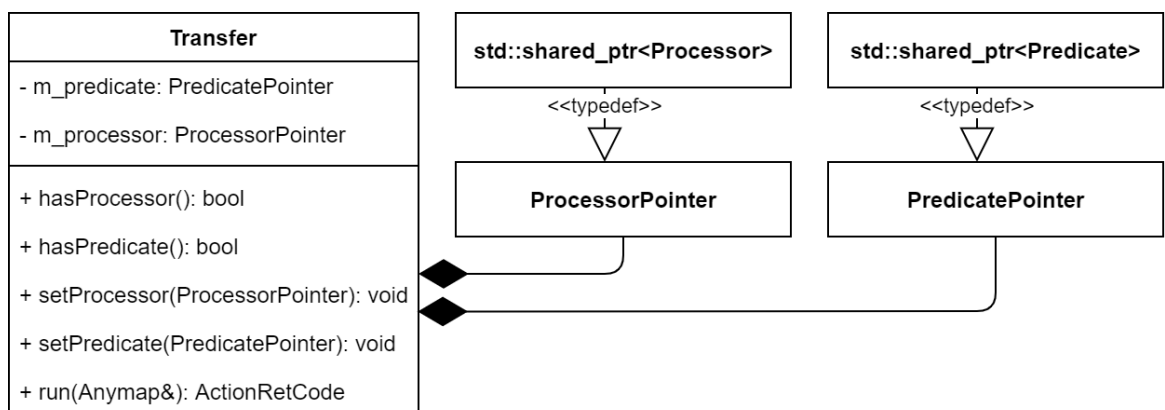 Transfer
- m_predicate: PredicatePointer
- m_processor: ProcessorPointer
+ hasProcessor(): bool
+ hasPredicate(): bool
+ setProcessor(ProcessorPointer): void
+ setPredicate(PredicatePointer): void
+ run(Anymap&): ActionRetCode
std::shared_ptr<Processor>
<<typedef>>
ProcessorPointer
std::shared_ptr<Predicate>
<<typedef>>
PredicatePointer